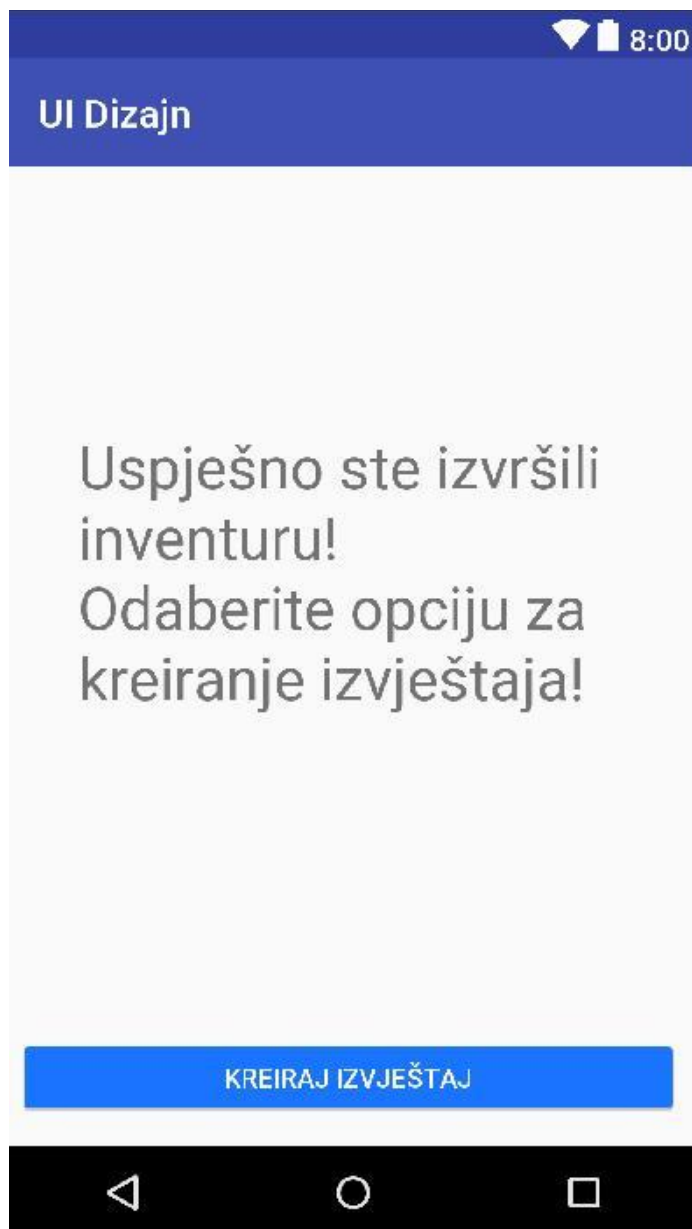 8:00
UI Dizajn
Uspješno ste izvršili
inventuru!
Odaberite opciju za
kreiranje izvještaja!
KREIRAJ IZVJEŠTAJ